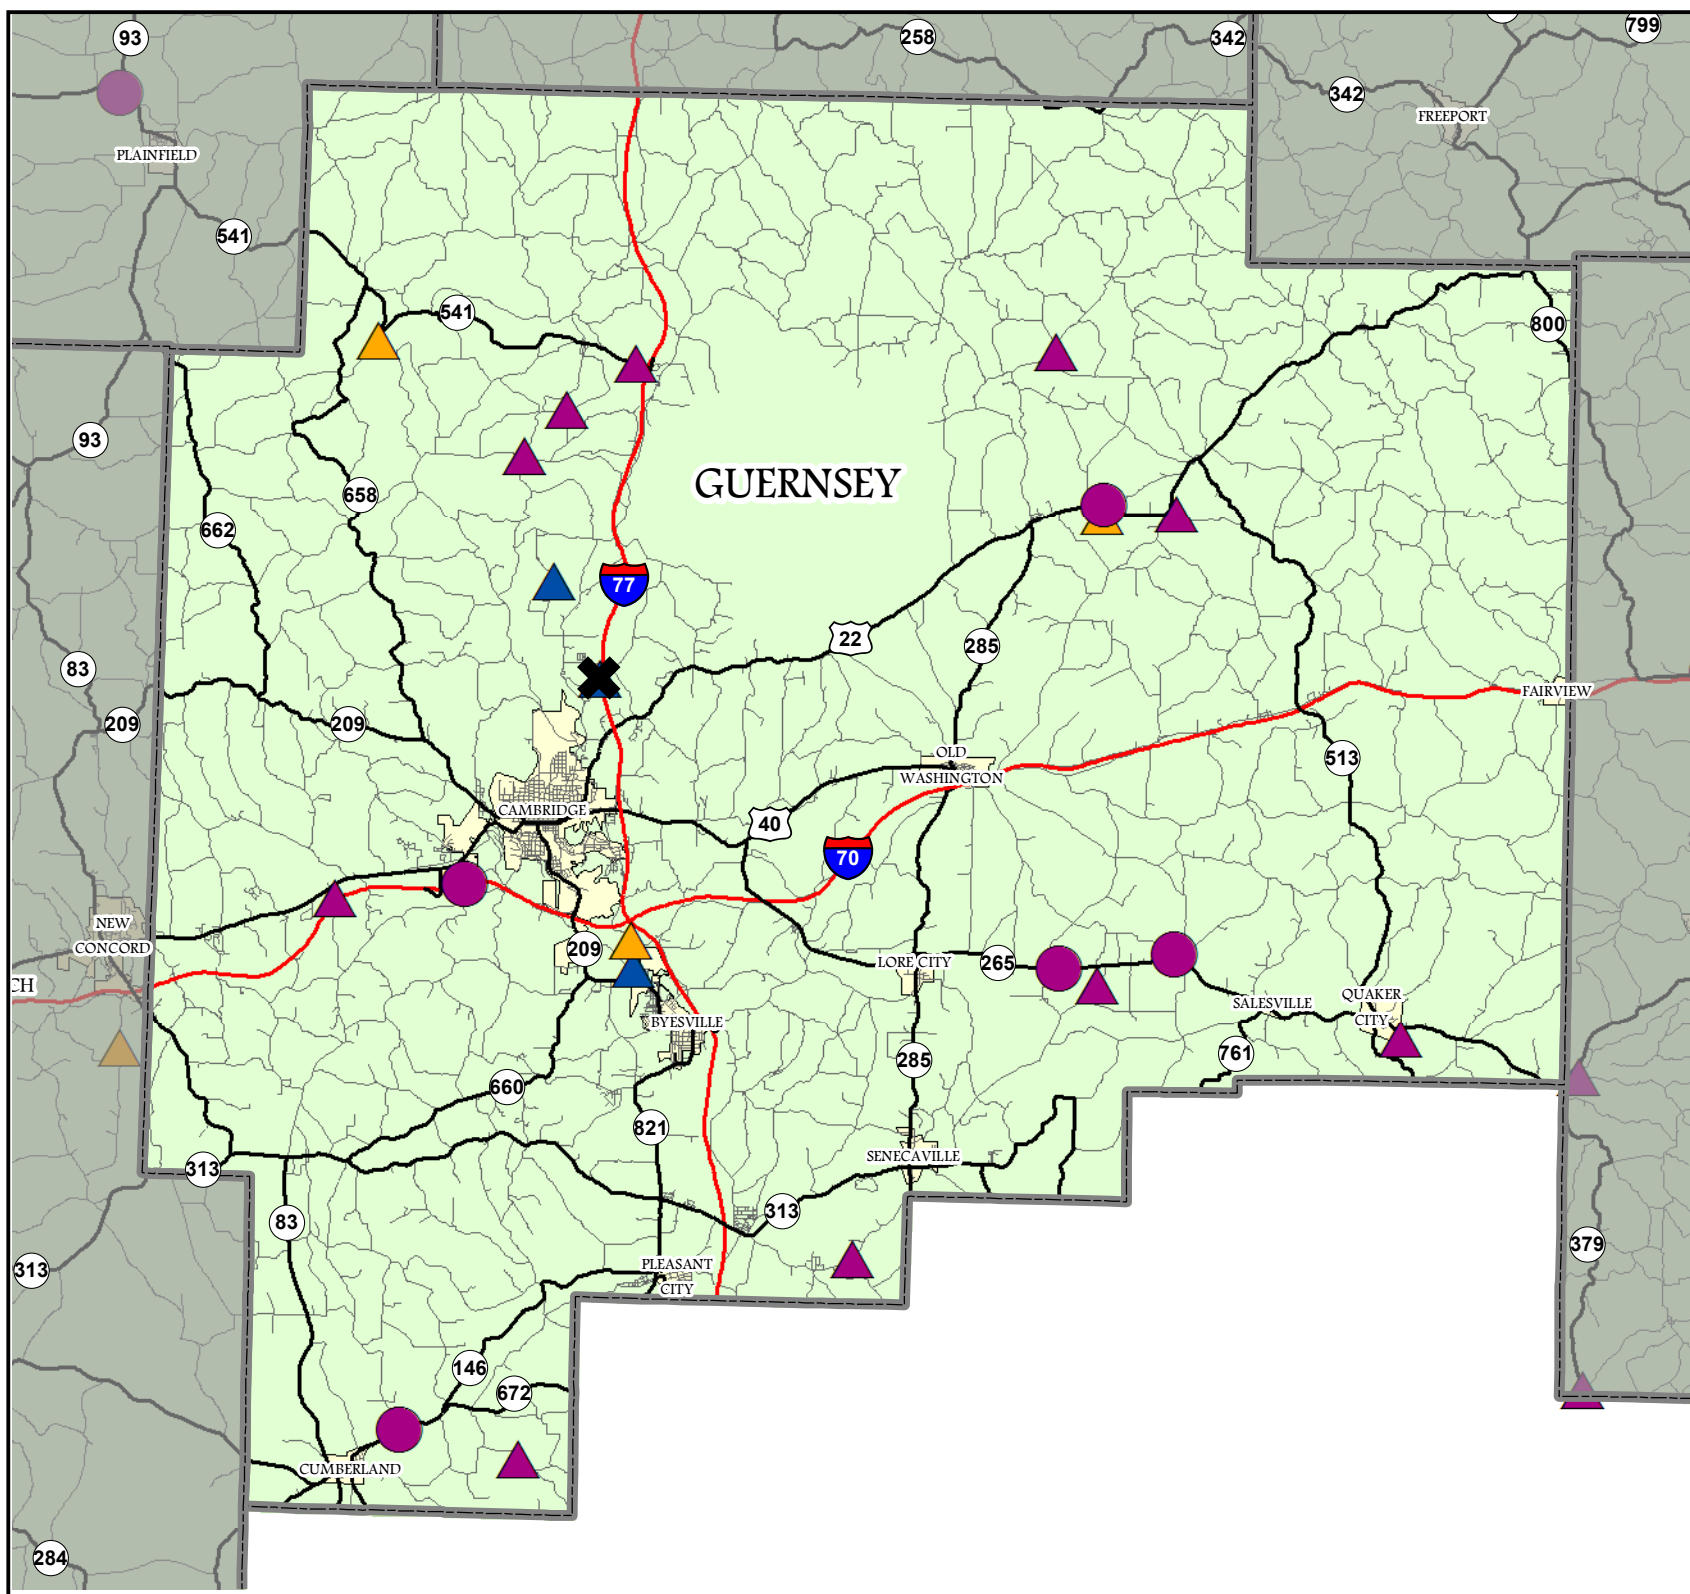 93
258
342
799
342
FREEPORT
PLAINFIELD
541
541
800
93
GUERNSEY
658
662
77
22
285
83
FAIRVIEW
209
209
OLD
WASHINGTON
513
CAMBRIDGE
40
70
NEW
CONCORD
209
LORE CITY
265
CH
SALESVILLE
QUAKER
CITY
BYESVILLE
761
285
660
821
SENECAVILLE
313
83
313
379
313
PLEASANT
CITY
146
672
CUMBERLAND
284